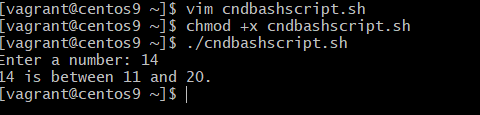 [vagrant@centos9 ~]$ vim cndbashscript.sh
[vagrant@centos9 ~]$ chmod +x cndbashscript.sh
[vagrant@centos9 ~]$ ./cndbashscript.sh
Enter a number: 14
14 is between 11 and 20.
[vagrant@centos9 ~]$